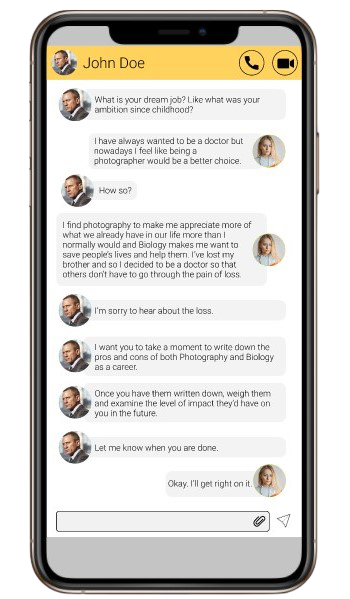 John Doe
What is your dream job? Like what was your
ambition since childhood?
I have always wanted to be a doctor but
nowadays I feel like being a
photographer would be a better choice.
How so?
I find photography to make me appreciate more of
what we already have in our life more than I
normally would and Biology makes me want to
save people's lives and help them. I've lost my
brother and so I decided to be a doctor so that
others don't have to go through the pain of loss.
I'm sorry to hear about the loss.
I want you to take a moment to write down the
pros and cons of both Photography and Biology
as a career.
Once you have them written down, weigh them
and examine the level of impact they'd have on
you in the future.
Let me know when you are done.
Okay. I'll get right on it.